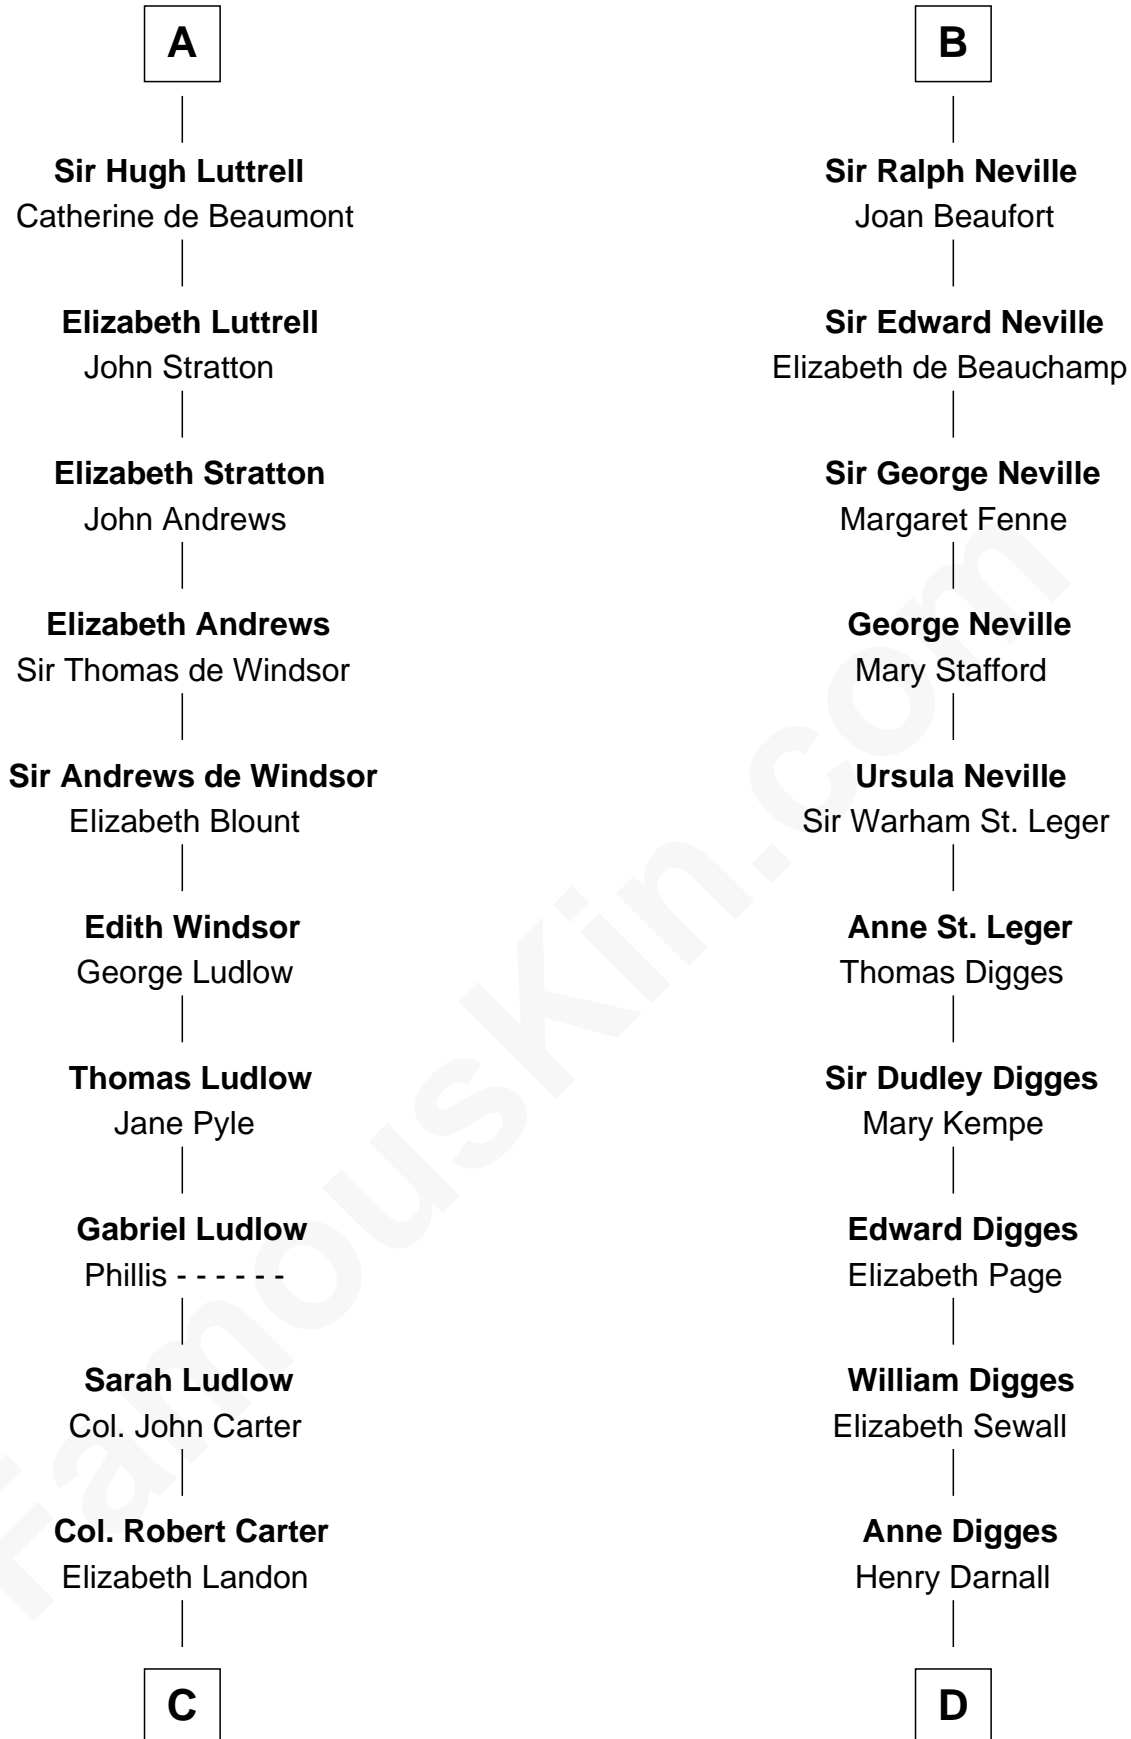 A
Sir Hugh Luttrell
Catherine de Beaumont
Elizabeth Luttrell
John Stratton
Elizabeth Stratton
John Andrews
Elizabeth Andrews
Sir Thomas de Windsor
Sir Andrews de Windsor
Elizabeth Blount
Edith Windsor
George Ludlow
Thomas Ludlow
Jane Pyle
Gabriel Ludlow
Phillis - - - - - -
Sarah Ludlow
Col. John Carter
Col. Robert Carter
Elizabeth Landon
C
B
Sir Ralph Neville
Joan Beaufort
Sir Edward Neville
Elizabeth de Beauchamp
Sir George Neville
Margaret Fenne
George Neville
Mary Stafford
Ursula Neville
Sir Warham St. Leger
Anne St. Leger
Thomas Digges
Sir Dudley Digges
Mary Kempe
Edward Digges
Elizabeth Page
William Digges
Elizabeth Sewall
Anne Digges
Henry Darnall
D
FamousKin.com